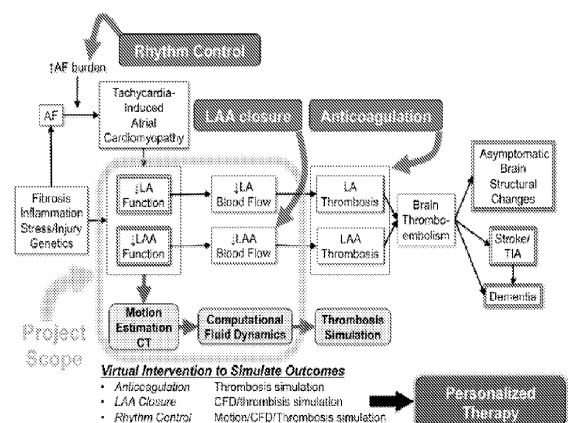 Rhythm Control
↑AF burden
Tachycardia-
Induced
Atrial
Cardiomyopathy
AF
LAA closure
Anticoagulation
Asymptomatic
Brain
Structural
Changes
Fibrosis
Inflammation
Stress/Injury
Genetics
↓LA
Function
↓LA
Blood Flow
LA
Thrombosis
Brain
Thrombo-
embolism
↓LAA
Function
↓LAA
Blood Flow
LAA
Thrombosis
Stroke/
TIA
Dementia
Project
Scope
Motion
Estimation
CT
Computational
Fluid Dynamics
Thrombosis
Simulation
Virtual Intervention to Simulate Outcomes
• Anticoagulation Thrombosis simulation
• LAA Closure CFD/thrombisis simulation
• Rhythm Control Motion/CFD/Thrombosis simulation
Personalized
Therapy